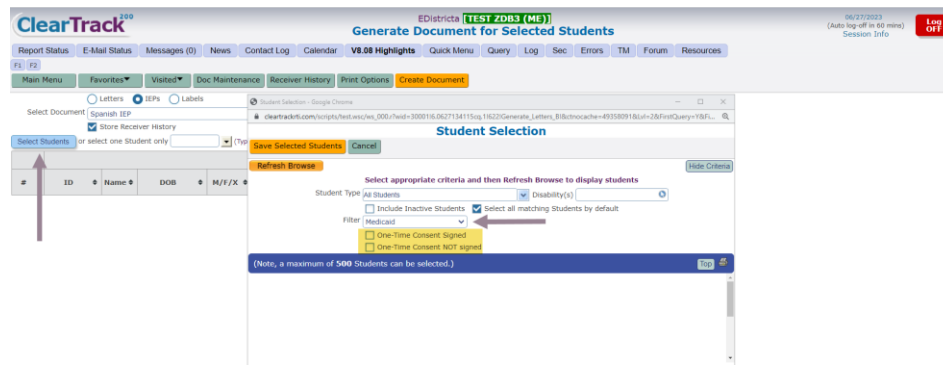 ClearTrack200
EDistricta [TEST ZDB3 (ME)]
Generate Document for Selected Students
06/27/2023
(Auto log-off in 60 mins)
Session Info
Log
OFF
Report Status E-Mail Status Messages (0) News Contact Log Calendar V8.08 Highlights Quick Menu Query Log Sec Errors TM Forum Resources
F1 F2
Main Menu Favorites▼ Visited▼ Doc Maintenance Receiver History Print Options Create Document
Letters IEPs Labels
Select Document Spanish IEP
Store Receiver History
Select Students or select one Student only (Typ
# ID Name DOB M/F/X
Student Selection - Google Chrome
Student Selection
Save Selected Students Cancel
Refresh Browse Hide Criteria
Select appropriate criteria and then Refresh Browse to display students
Student Type All Students Disability(s)
Include Inactive Students Select all matching Students by default
Filter Medicaid
One-Time Consent Signed
One-Time Consent NOT signed
(Note, a maximum of 500 Students can be selected.) Top